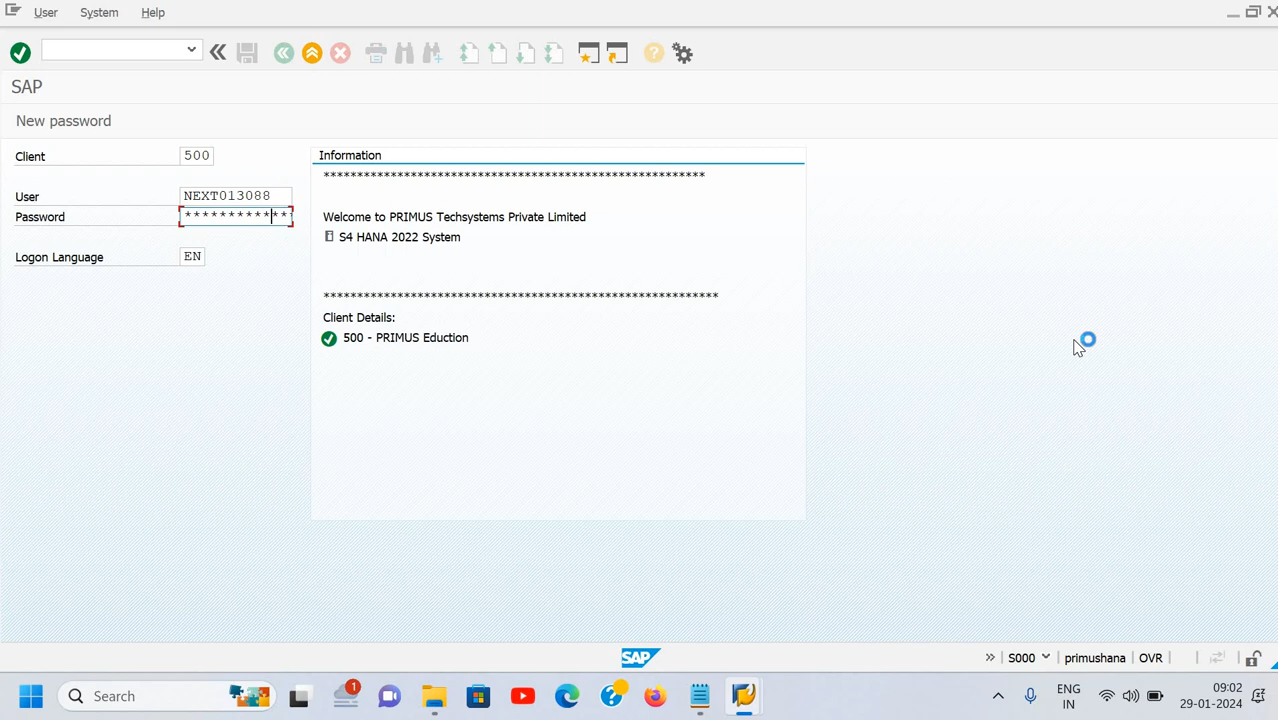 User System Help
SAP
New password
Client 500
User NEXT013088
Password ************
Logon Language EN
Information
*********************************************************
Welcome to PRIMUS Techsystems Private Limited
S4 HANA 2022 System
***********************************************************
Client Details:
500 - PRIMUS Eduction
SAP
S000 primushana OVR
Search
1
ENG
IN
09:02
29-01-2024